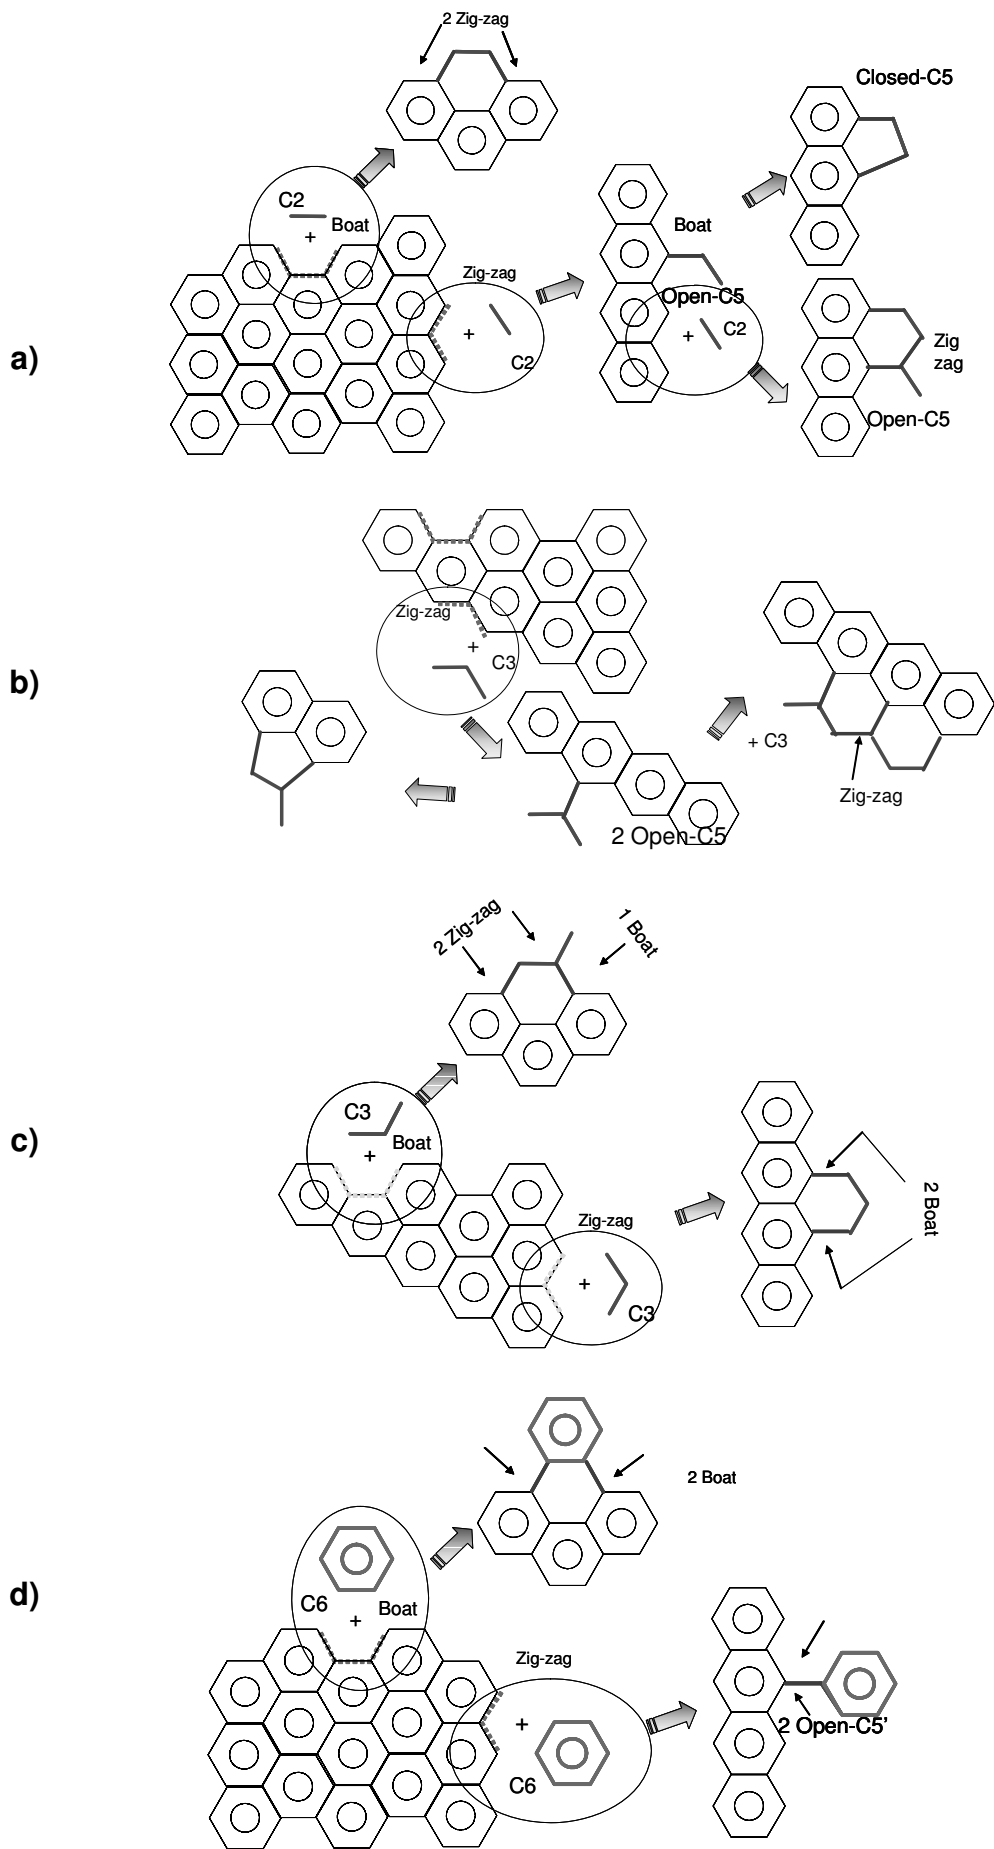 2 Zig-zag
Closed-C5
C2
Boat
+
Boat
Zig-zag
Open-C5
+
C2
+
C2
Zig
zag
a)
Open-C5
Zig-zag
+
C3
b)
+ C3
Zig-zag
2 Open-C5
2 Zig-zag
1 Boat
C3
Boat
+
c)
2 Boat
Zig-zag
+
C3
2 Boat
d)
C6
Boat
+
Zig-zag
+
C6
2 Open-C5'